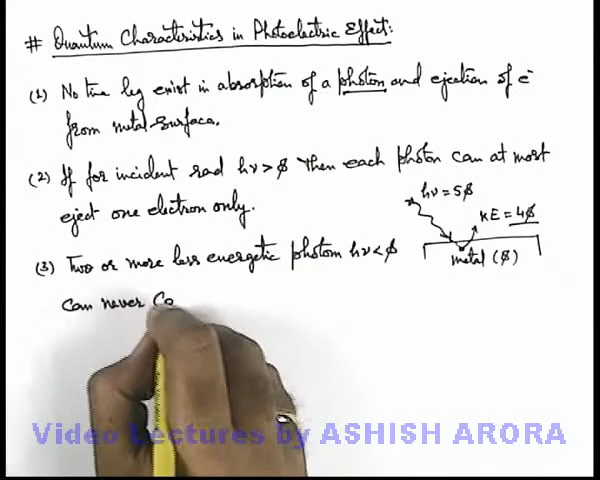 # Quantum Characteristics in Photoelectric Effect:
(1) No time lag exist in absorption of a photon and ejection of e⁻
from metal surface.
(2) If for incident rad hν > φ then each photon can at most
eject one electron only.
hν = 5φ
KE = 4φ
metal (φ)
(3) Two or more less energetic photon hν < φ
can never Co
Video Lectures by ASHISH ARORA